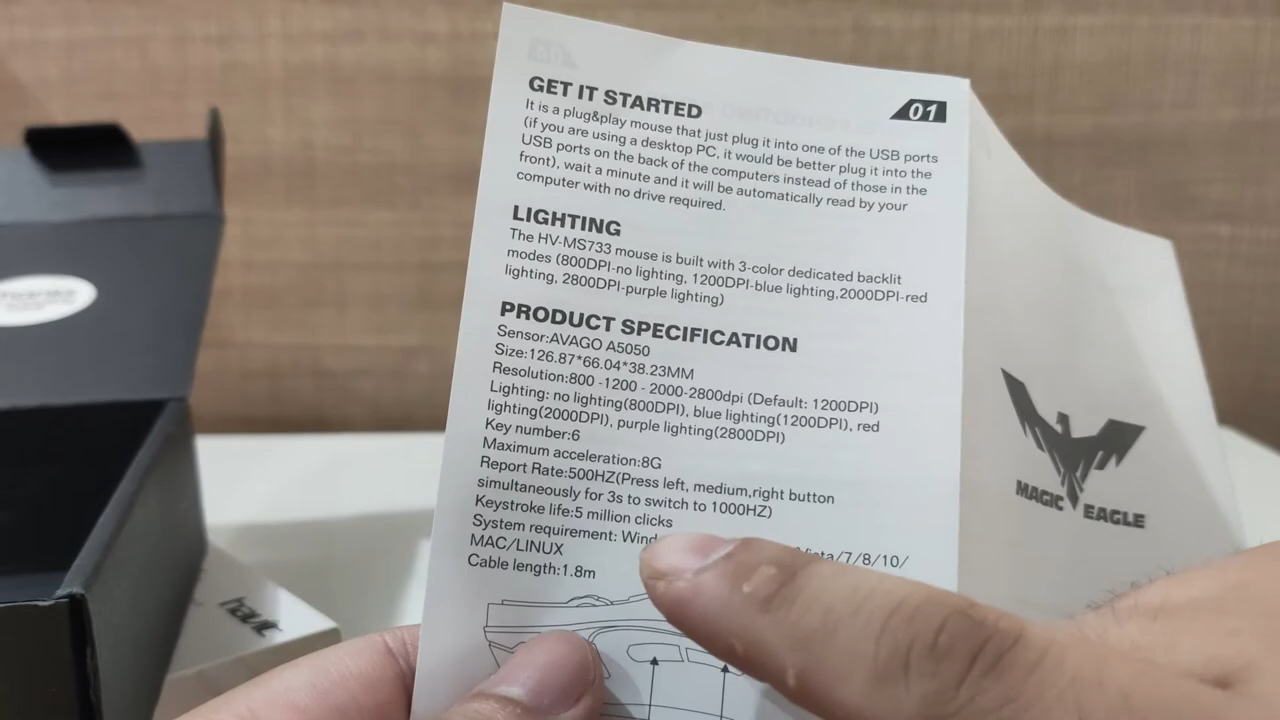 01
GET IT STARTED
It is a plug&play mouse that just plug it into one of the USB ports
(if you are using a desktop PC, it would be better plug it into the
USB ports on the back of the computers instead of those in the
front), wait a minute and it will be automatically read by your
computer with no drive required.
LIGHTING
The HV-MS733 mouse is built with 3-color dedicated backlit
modes (800DPI-no lighting, 1200DPI-blue lighting,2000DPI-red
lighting, 2800DPI-purple lighting)
PRODUCT SPECIFICATION
Sensor:AVAGO A5050
Size:126.87*66.04*38.23MM
Resolution:800 -1200 - 2000-2800dpi (Default: 1200DPI)
Lighting: no lighting(800DPI), blue lighting(1200DPI), red
lighting(2000DPI), purple lighting(2800DPI)
Key number:6
Maximum acceleration:8G
Report Rate:500HZ(Press left, medium,right button
simultaneously for 3s to switch to 1000HZ)
Keystroke life:5 million clicks
System requirement: /7/8/10/
MAC/LINUX
Cable length:1.8m
MAGIC EAGLE
havit